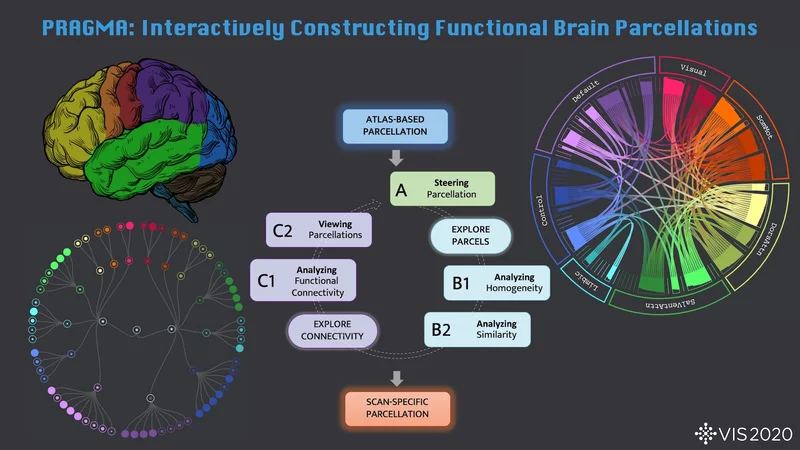 PRAGMA: Interactively Constructing Functional Brain Parcellations
ATLAS-BASED
PARCELLATION
A
Steering
Parcellation
EXPLORE
PARCELS
B1
Analyzing
Homogeneity
B2
Analyzing
Similarity
EXPLORE
CONNECTIVITY
C1
Analyzing
Functional
Connectivity
C2
Viewing
Parcellations
SCAN-SPECIFIC
PARCELLATION
Default
Visual
SomMot
DorsAttn
SalVentAttn
Limbic
Control
VIS2020